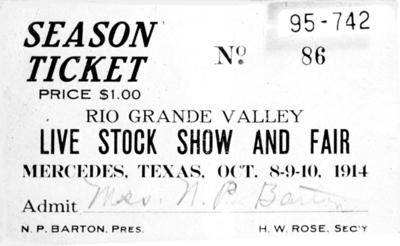 95-742
SEASON
TICKET
PRICE $1.00
No. 86
RIO GRANDE VALLEY
LIVE STOCK SHOW AND FAIR
MERCEDES, TEXAS, OCT. 8-9-10, 1914
Admit Mrs. N. P. Barton
N. P. BARTON, PRES. H. W. ROSE, SEC'Y